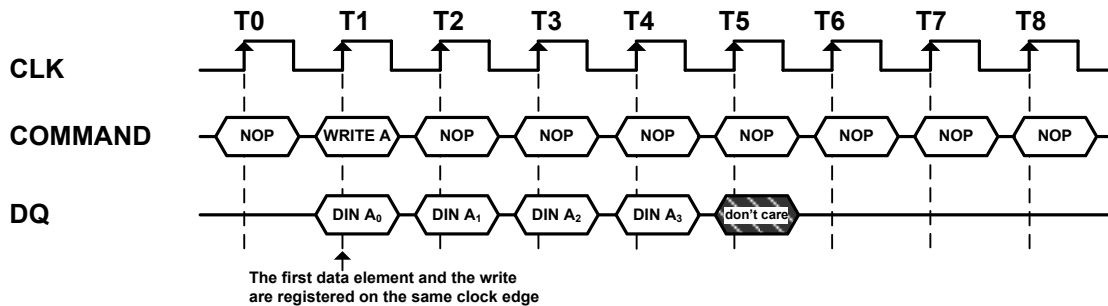 T0 T1 T2 T3 T4 T5 T6 T7 T8
CLK
COMMAND NOP WRITE A NOP NOP NOP NOP NOP NOP NOP
DQ DIN A₀ DIN A₁ DIN A₂ DIN A₃ don't care
The first data element and the write
are registered on the same clock edge